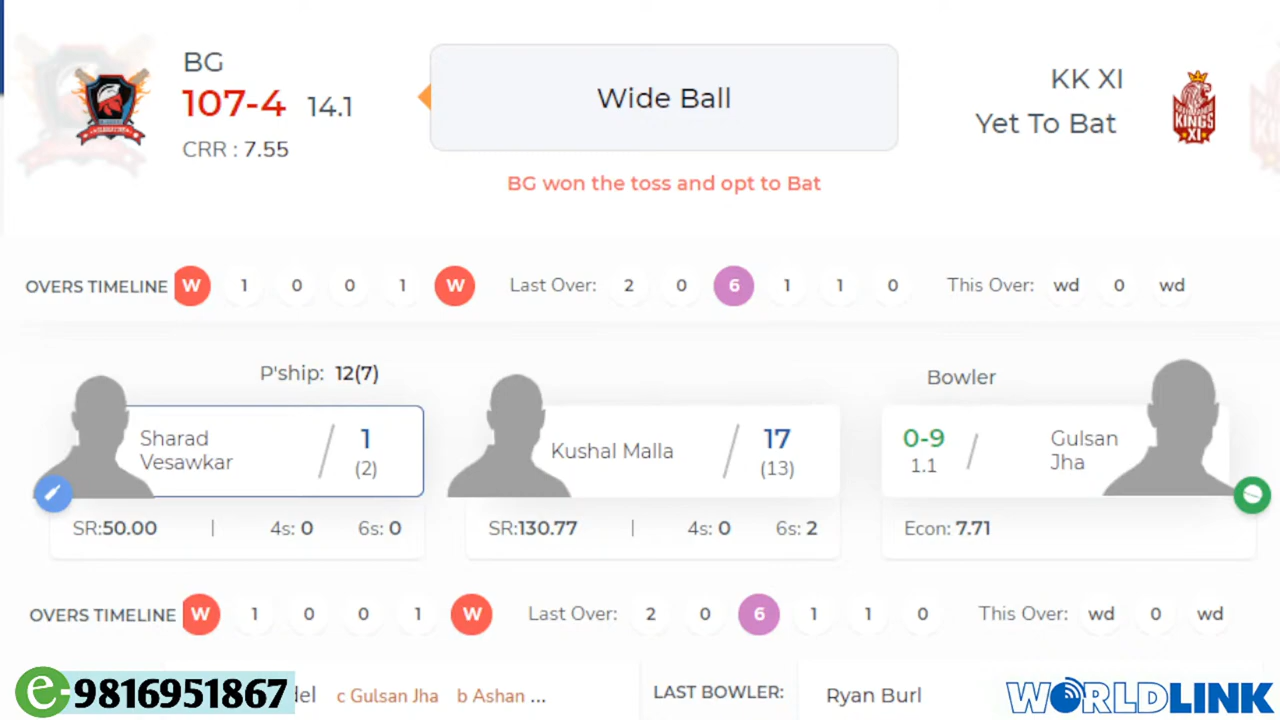 BG
107-4 14.1
CRR : 7.55
Wide Ball
KK XI
Yet To Bat
KINGS
XI
BG won the toss and opt to Bat
OVERS TIMELINE W 1 0 0 1 W Last Over: 2 0 6 1 1 0 This Over: wd 0 wd
P'ship: 12(7)
Bowler
Sharad
Vesawkar
1
(2)
Kushal Malla
17
(13)
0-9
1.1
Gulsan
Jha
SR:50.00 | 4s: 0 6s: 0
SR:130.77 | 4s: 0 6s: 2
Econ: 7.71
OVERS TIMELINE W 1 0 0 1 W Last Over: 2 0 6 1 1 0 This Over: wd 0 wd
e-9816951867 del c Gulsan Jha b Ashan ... LAST BOWLER: Ryan Burl WORLDLINK